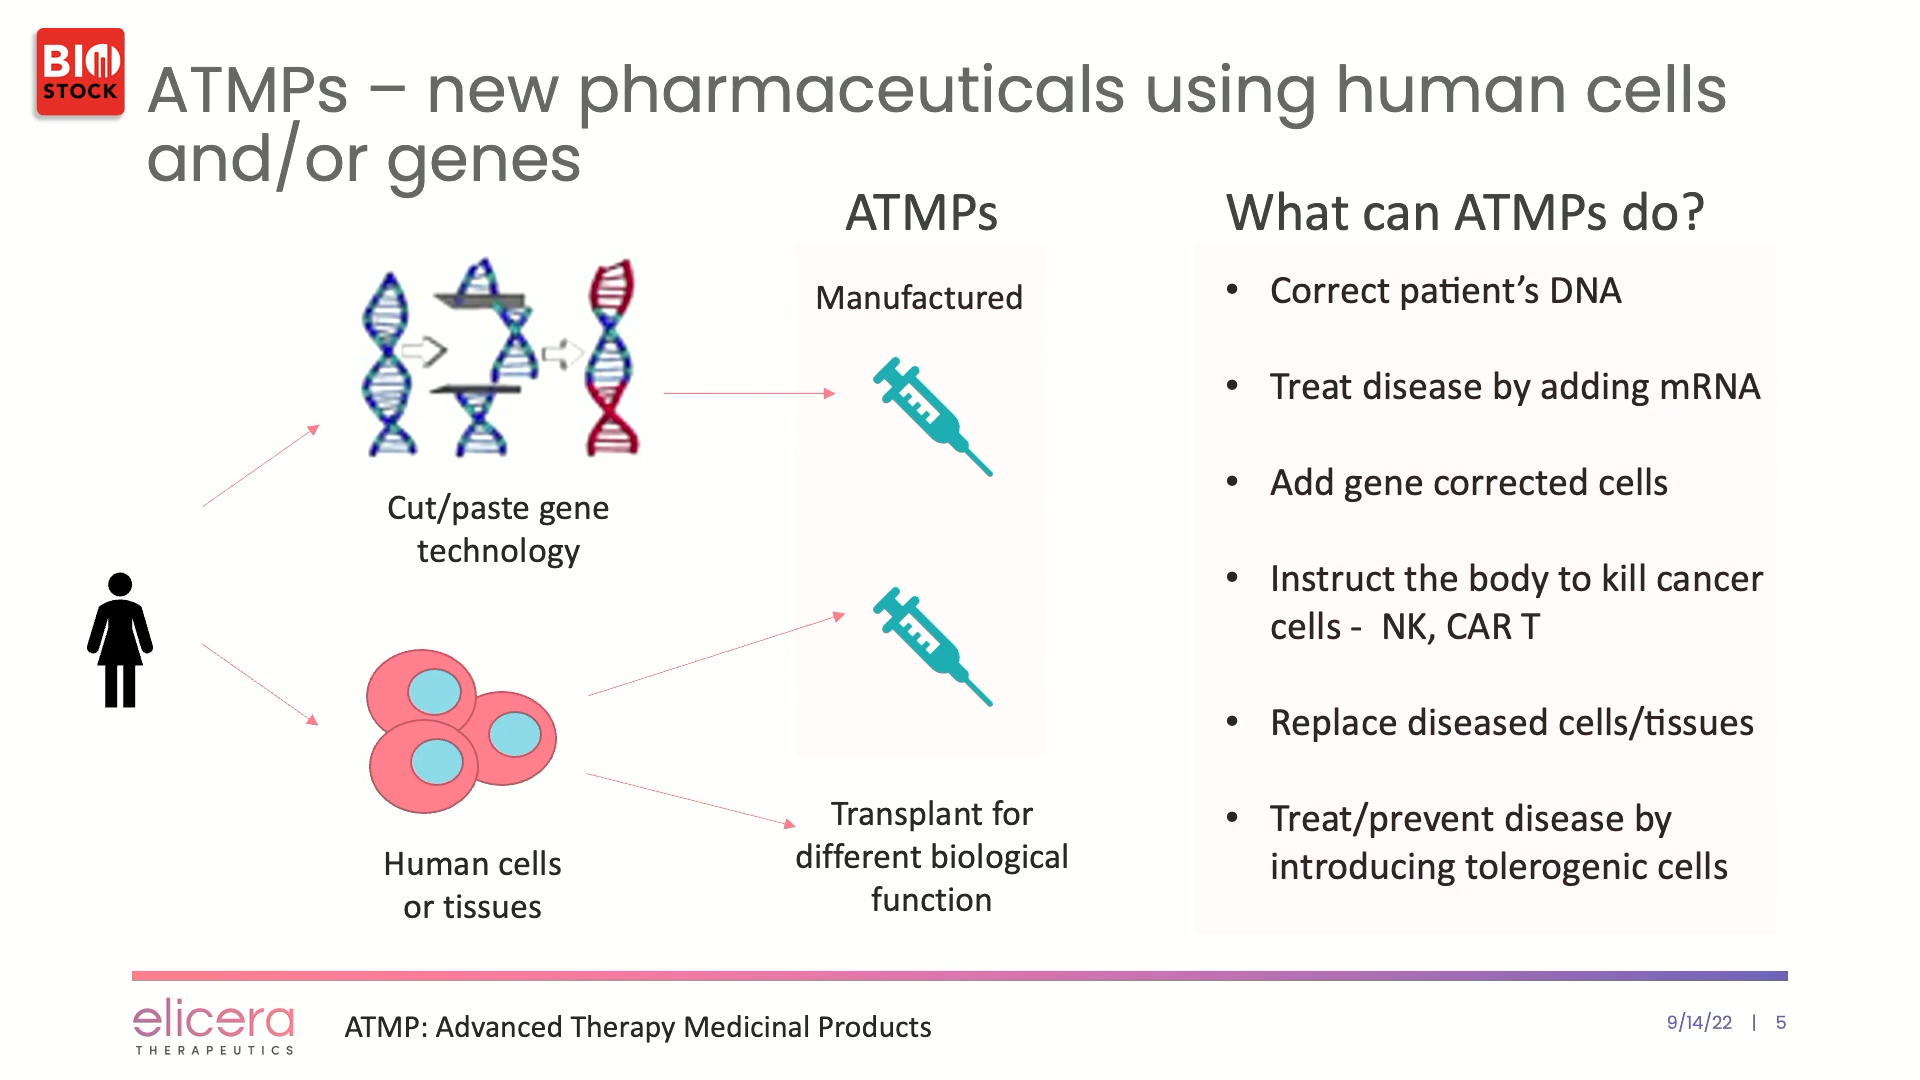 BIO
STOCK
ATMPs – new pharmaceuticals using human cells
and/or genes
ATMPs
Manufactured
Cut/paste gene
technology
Human cells
or tissues
Transplant for
different biological
function
What can ATMPs do?
• Correct patient’s DNA
• Treat disease by adding mRNA
• Add gene corrected cells
• Instruct the body to kill cancer
cells - NK, CAR T
• Replace diseased cells/tissues
• Treat/prevent disease by
introducing tolerogenic cells
elicera
THERAPEUTICS
ATMP: Advanced Therapy Medicinal Products
9/14/22 | 5